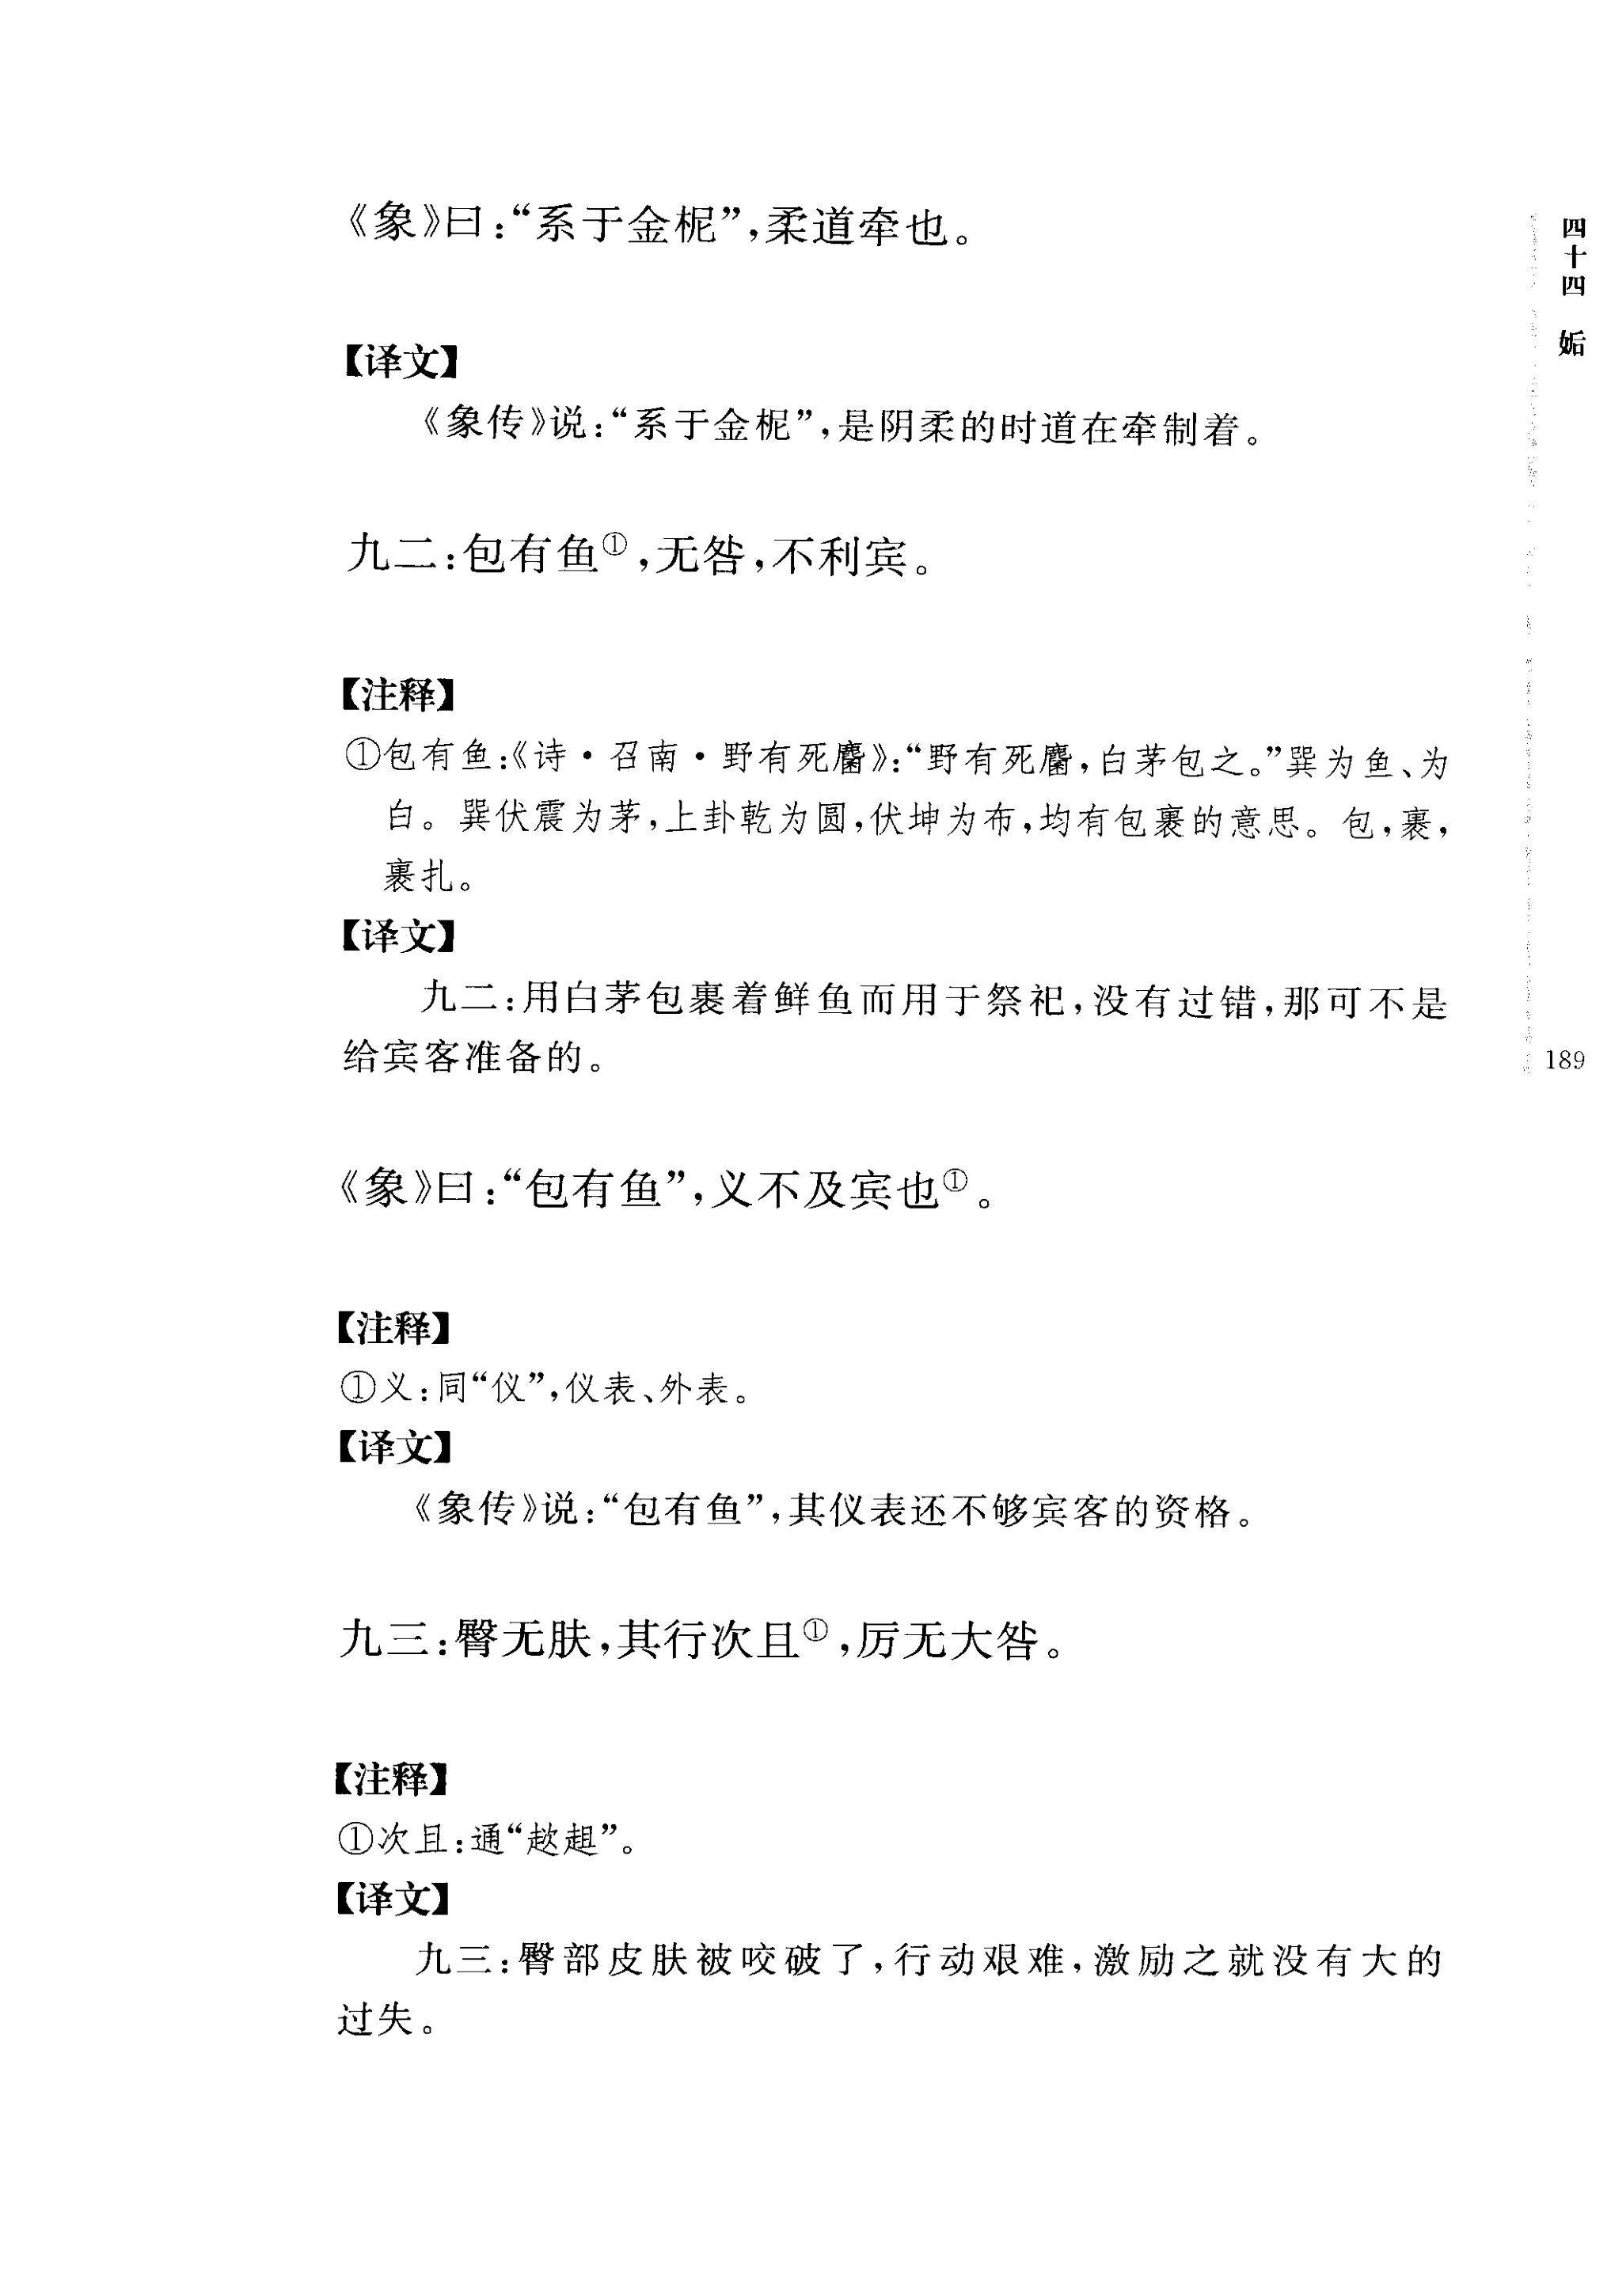 《象》曰：“系于金柅”，柔道牵也。
【译文】
《象传》说：“系于金柅”，是阴柔的时道在牵制着。
九二：包有鱼①，无咎，不利宾。
【注释】
①包有鱼：《诗·召南·野有死麕》：“野有死麕，白茅包之。”巽为鱼、为
白。巽伏震为茅，上卦乾为圆，伏坤为布，均有包裹的意思。包，裹，
裹扎。
【译文】
九二：用白茅包裹着鲜鱼而用于祭祀，没有过错，那可不是
给宾客准备的。
《象》曰：“包有鱼”，义不及宾也①。
【注释】
①义：同“仪”，仪表、外表。
【译文】
《象传》说：“包有鱼”，其仪表还不够宾客的资格。
九三：臀无肤，其行次且①，厉无大咎。
【注释】
①次且：通“趑趄”。
【译文】
九三：臀部皮肤被咬破了，行动艰难，激励之就没有大的
过失。
四十四 姤
189